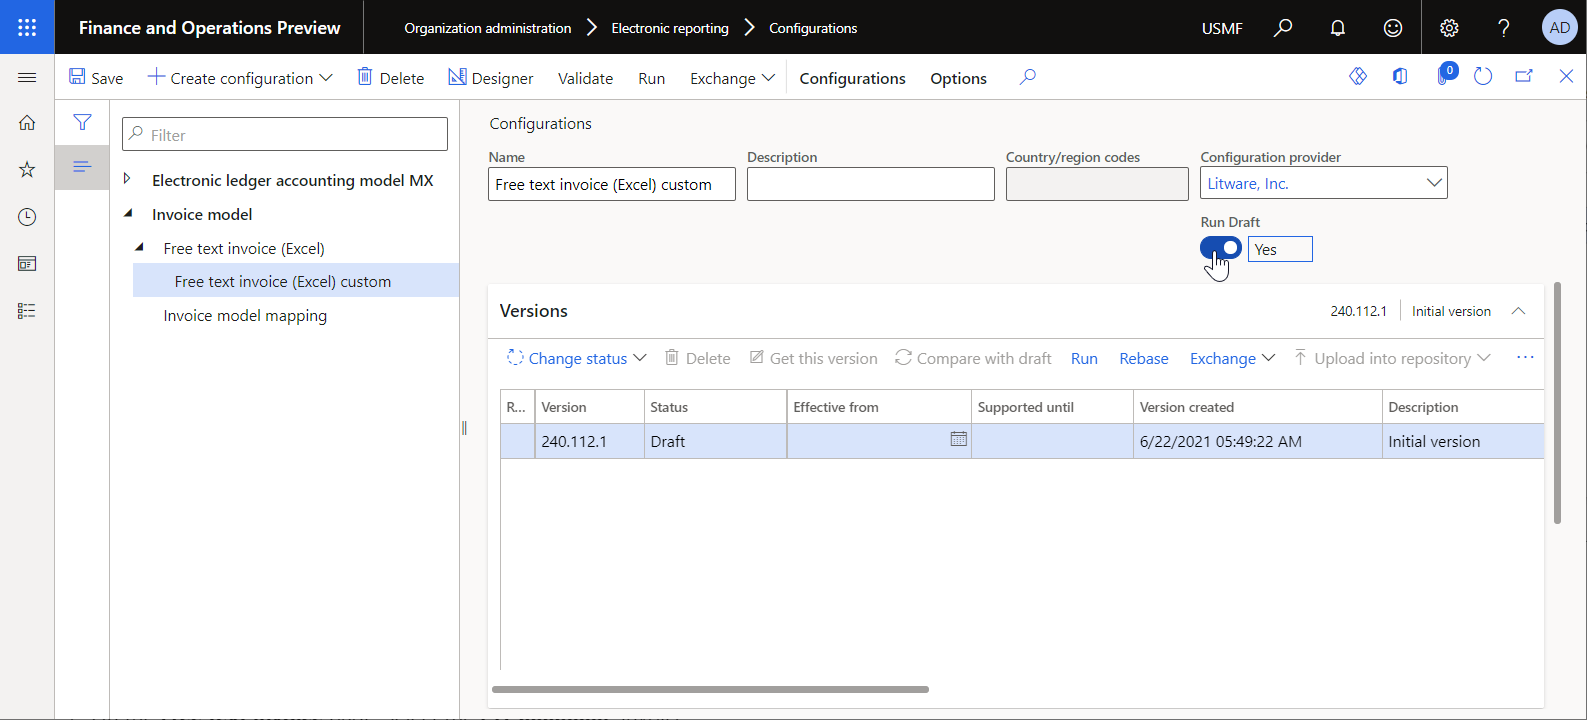 Finance and Operations Preview
Organization administration
Electronic reporting
Configurations
USMF
?
AD
Save
Create configuration
Delete
Designer
Validate
Run
Exchange
Configurations
Options
0
Filter
Electronic ledger accounting model MX
Invoice model
Free text invoice (Excel)
Free text invoice (Excel) custom
Invoice model mapping
Configurations
Name
Description
Country/region codes
Configuration provider
Free text invoice (Excel) custom
Litware, Inc.
Run Draft
Yes
Versions
240.112.1
Initial version
Change status
Delete
Get this version
Compare with draft
Run
Rebase
Exchange
Upload into repository
...
R...
Version
Status
Effective from
Supported until
Version created
Description
240.112.1
Draft
6/22/2021 05:49:22 AM
Initial version